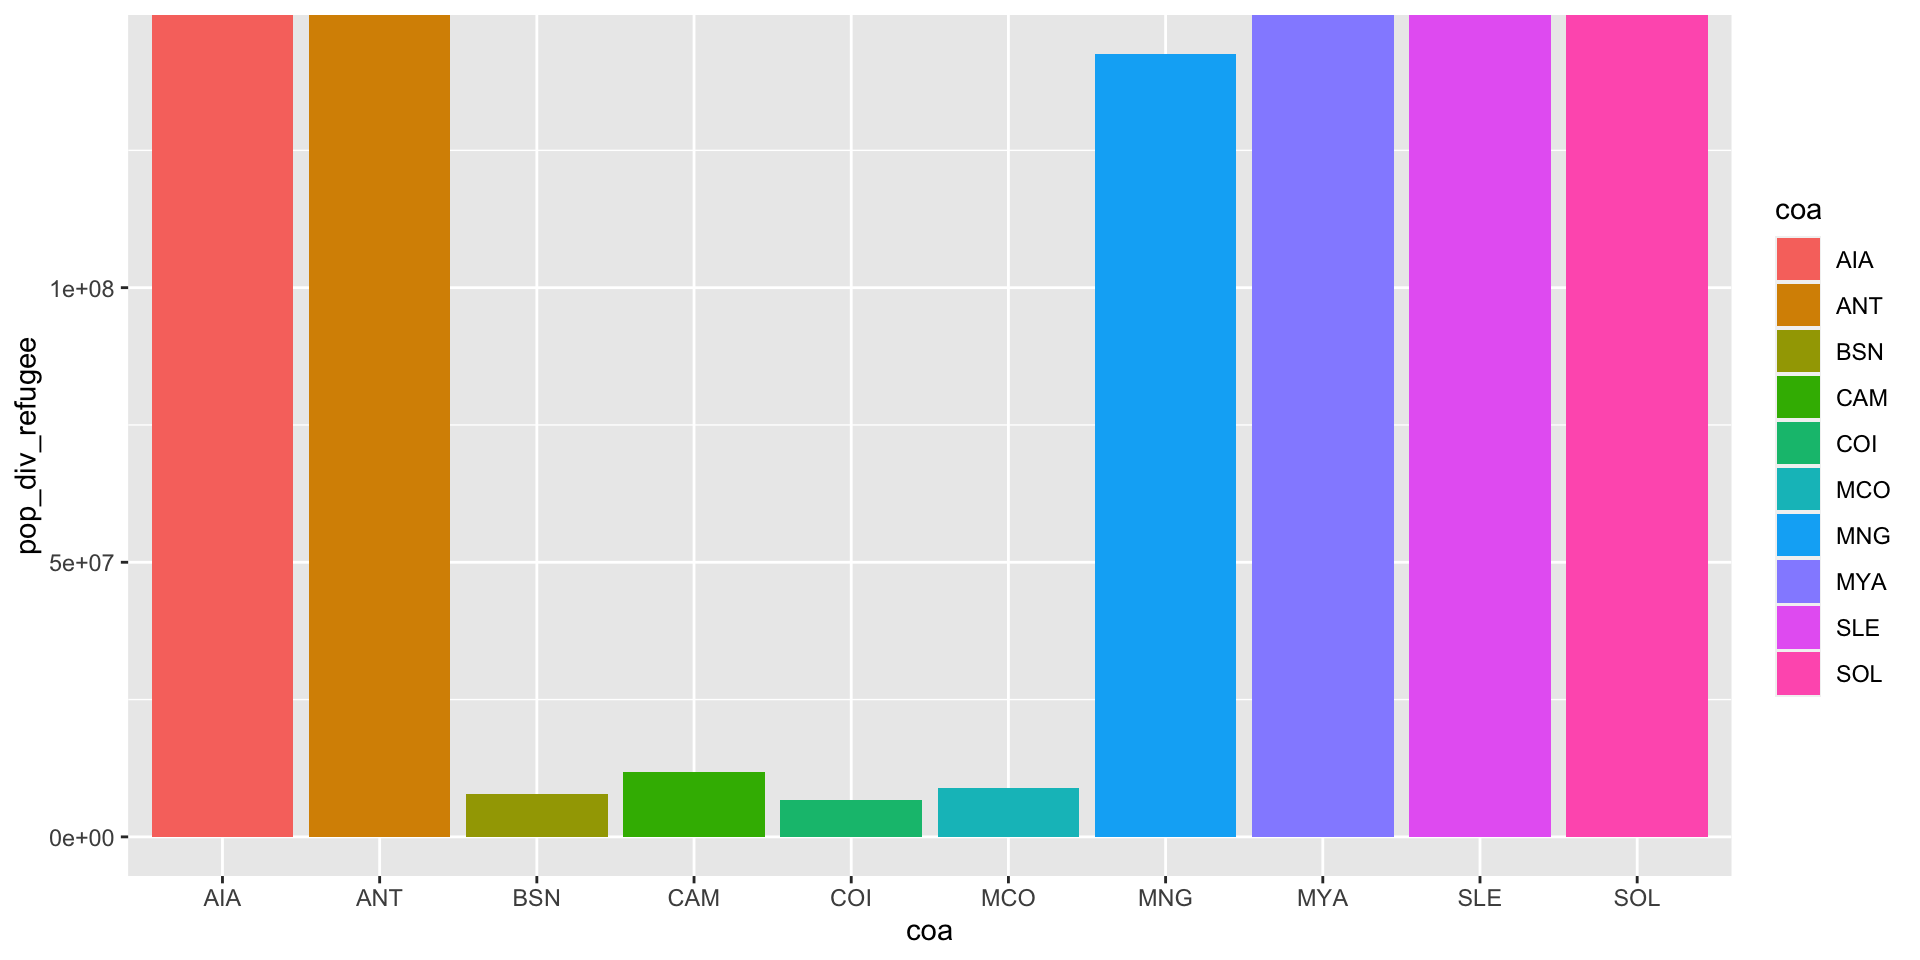 pop_div_refugee
1e+08
5e+07
0e+00
AIA ANT BSN CAM COI MCO MNG MYA SLE SOL
coa
coa
AIA
ANT
BSN
CAM
COI
MCO
MNG
MYA
SLE
SOL